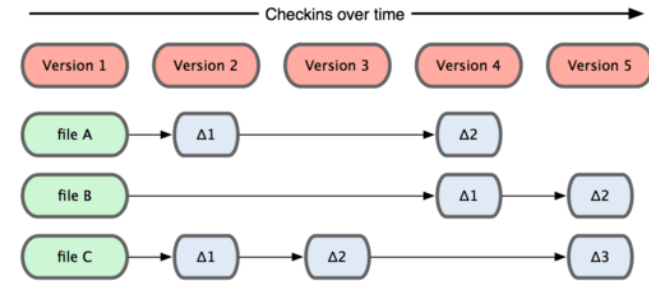 Checkins over time
Version 1 Version 2 Version 3 Version 4 Version 5
file A Δ1 Δ2
file B Δ1 Δ2
file C Δ1 Δ2 Δ3